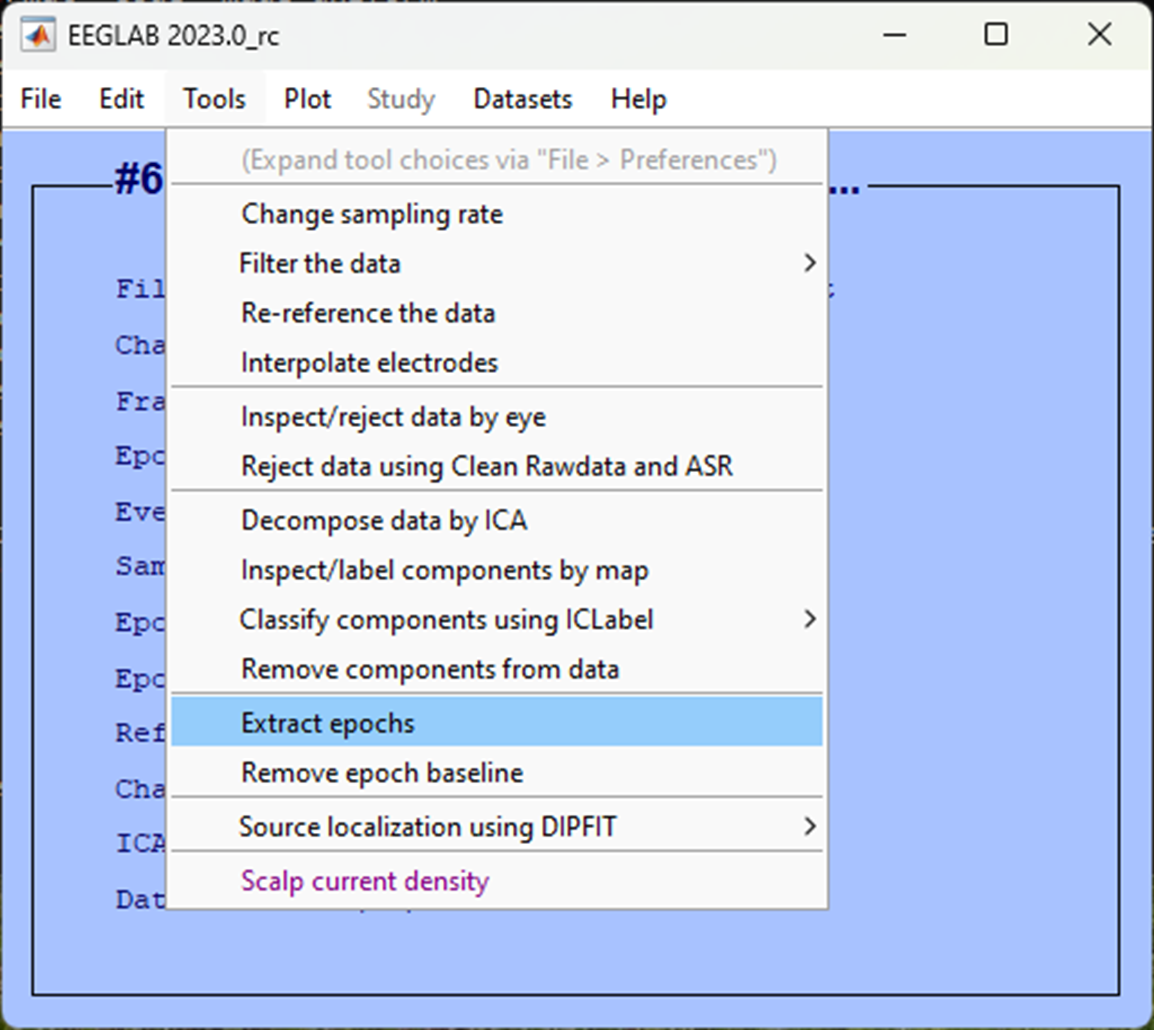 EEGLAB 2023.0_rc
File Edit Tools Plot Study Datasets Help
(Expand tool choices via "File > Preferences")
#6 ...
Change sampling rate
Filter the data >
Fil
Re-reference the data
Cha
Interpolate electrodes
Fra
Inspect/reject data by eye
Epo
Reject data using Clean Rawdata and ASR
Eve
Decompose data by ICA
Sam
Inspect/label components by map
Epo
Classify components using ICLabel >
Epo
Remove components from data
Ref
Extract epochs
Cha
Remove epoch baseline
ICA
Source localization using DIPFIT >
Dat
Scalp current density